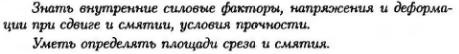 Знать внутренние силовые факторы, напряжения и деформа-
ции при сдвиге и смятии, условия прочности.
Уметь определять площади среза и смятия.